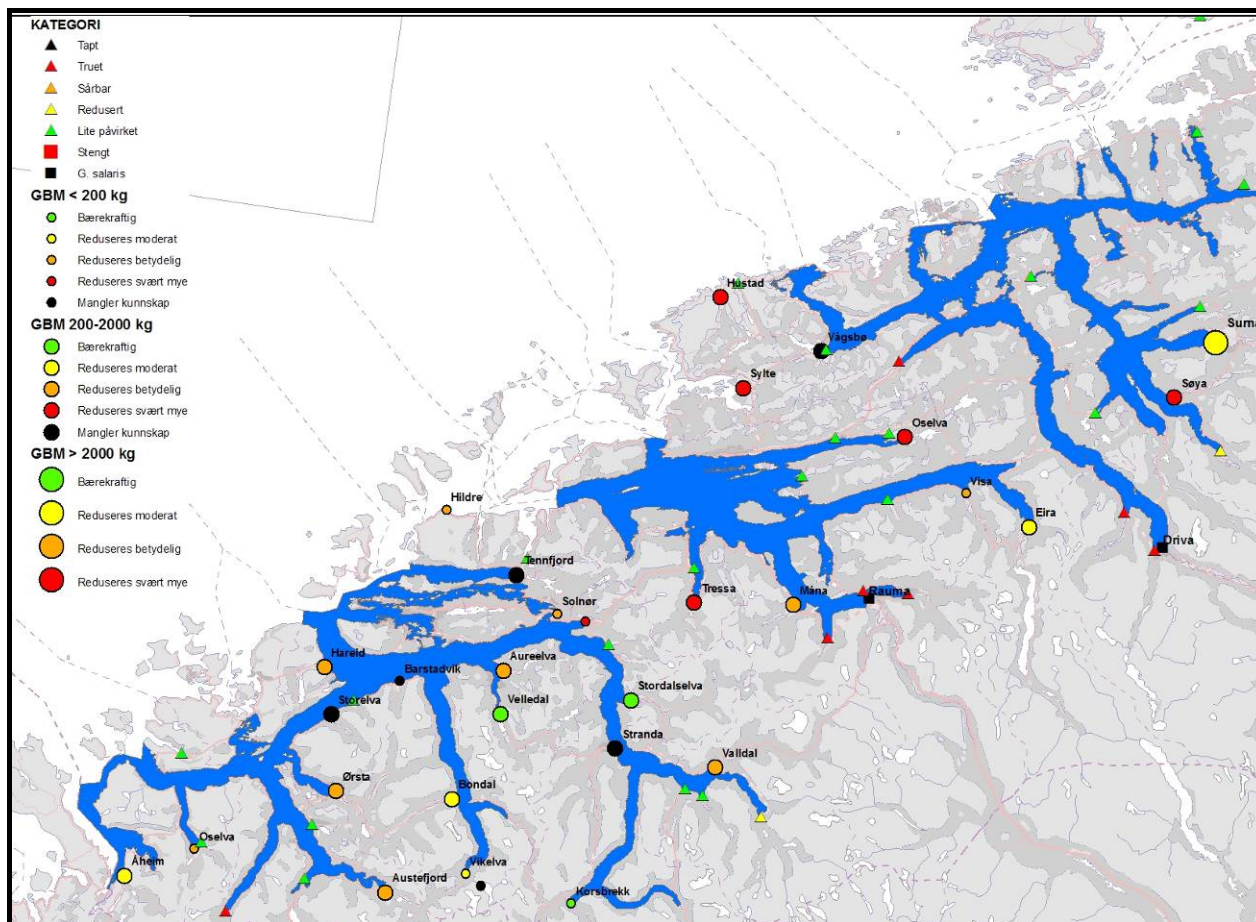 KATEGORI
Tapt
Truet
Sårbar
Redusert
Lite påvirket
Stengt
G. salaris
GBM < 200 kg
Bærekraftig
Reduseres moderat
Reduseres betydelig
Reduseres svært mye
Mangler kunnskap
GBM 200-2000 kg
Bærekraftig
Reduseres moderat
Reduseres betydelig
Reduseres svært mye
Mangler kunnskap
GBM > 2000 kg
Bærekraftig
Reduseres moderat
Reduseres betydelig
Reduseres svært mye
Hustad
Surna
Vågsbø
Sylte
Søya
Oselva
Visa
Hildre
Eira
Driva
Tennfjord
Tressa
Måna
Rauma
Solnør
Hareid
Aureelva
Barstadvik
Storelva
Velledal
Stordalselva
Stranda
Valldal
Ørsta
Bondal
Oselva
Åheim
Vikelva
Austefjord
Korsbrekk